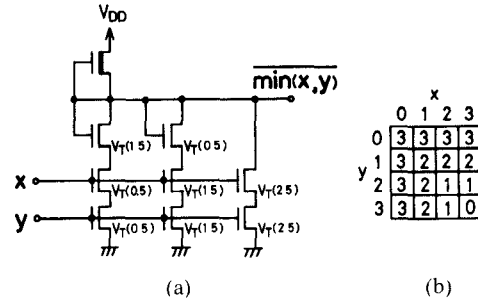 VDD
min(x,y)
VT(1 5) VT(0 5)
x
VT(0.5) VT(1 5) VT(2 5)
y
VT(0 5) VT(1 5) VT(2 5)
(a)
x
0 1 2 3
0 3 3 3 3
1 3 2 2 2
y
2 3 2 1 1
3 3 2 1 0
(b)